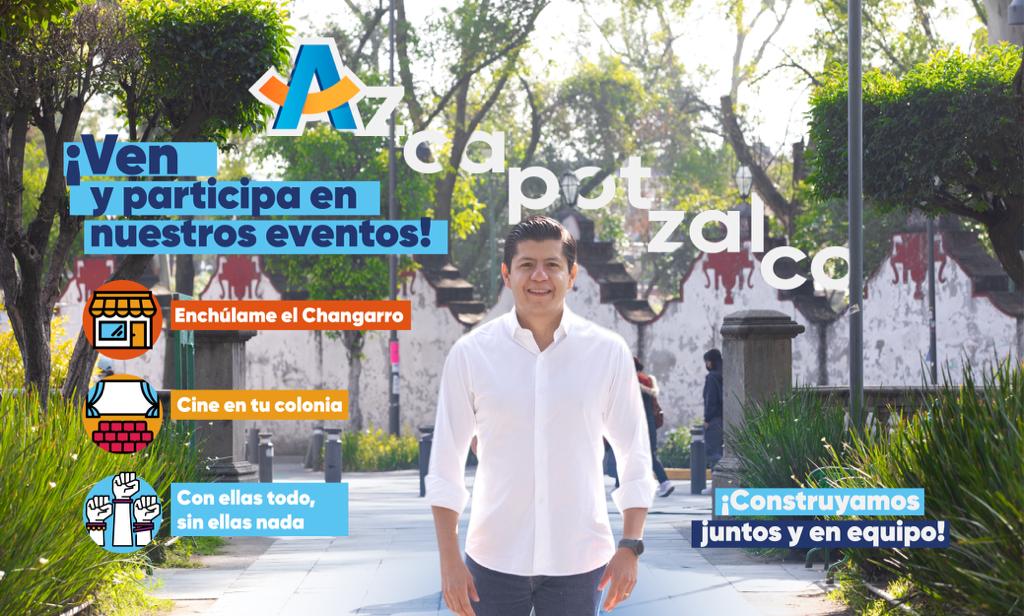 Azcapotzalco
¡Ven
y participa en
nuestros eventos!
Enchúlame el Changarro
Cine en tu colonia
Con ellas todo,
sin ellas nada
¡Construyamos
juntos y en equipo!